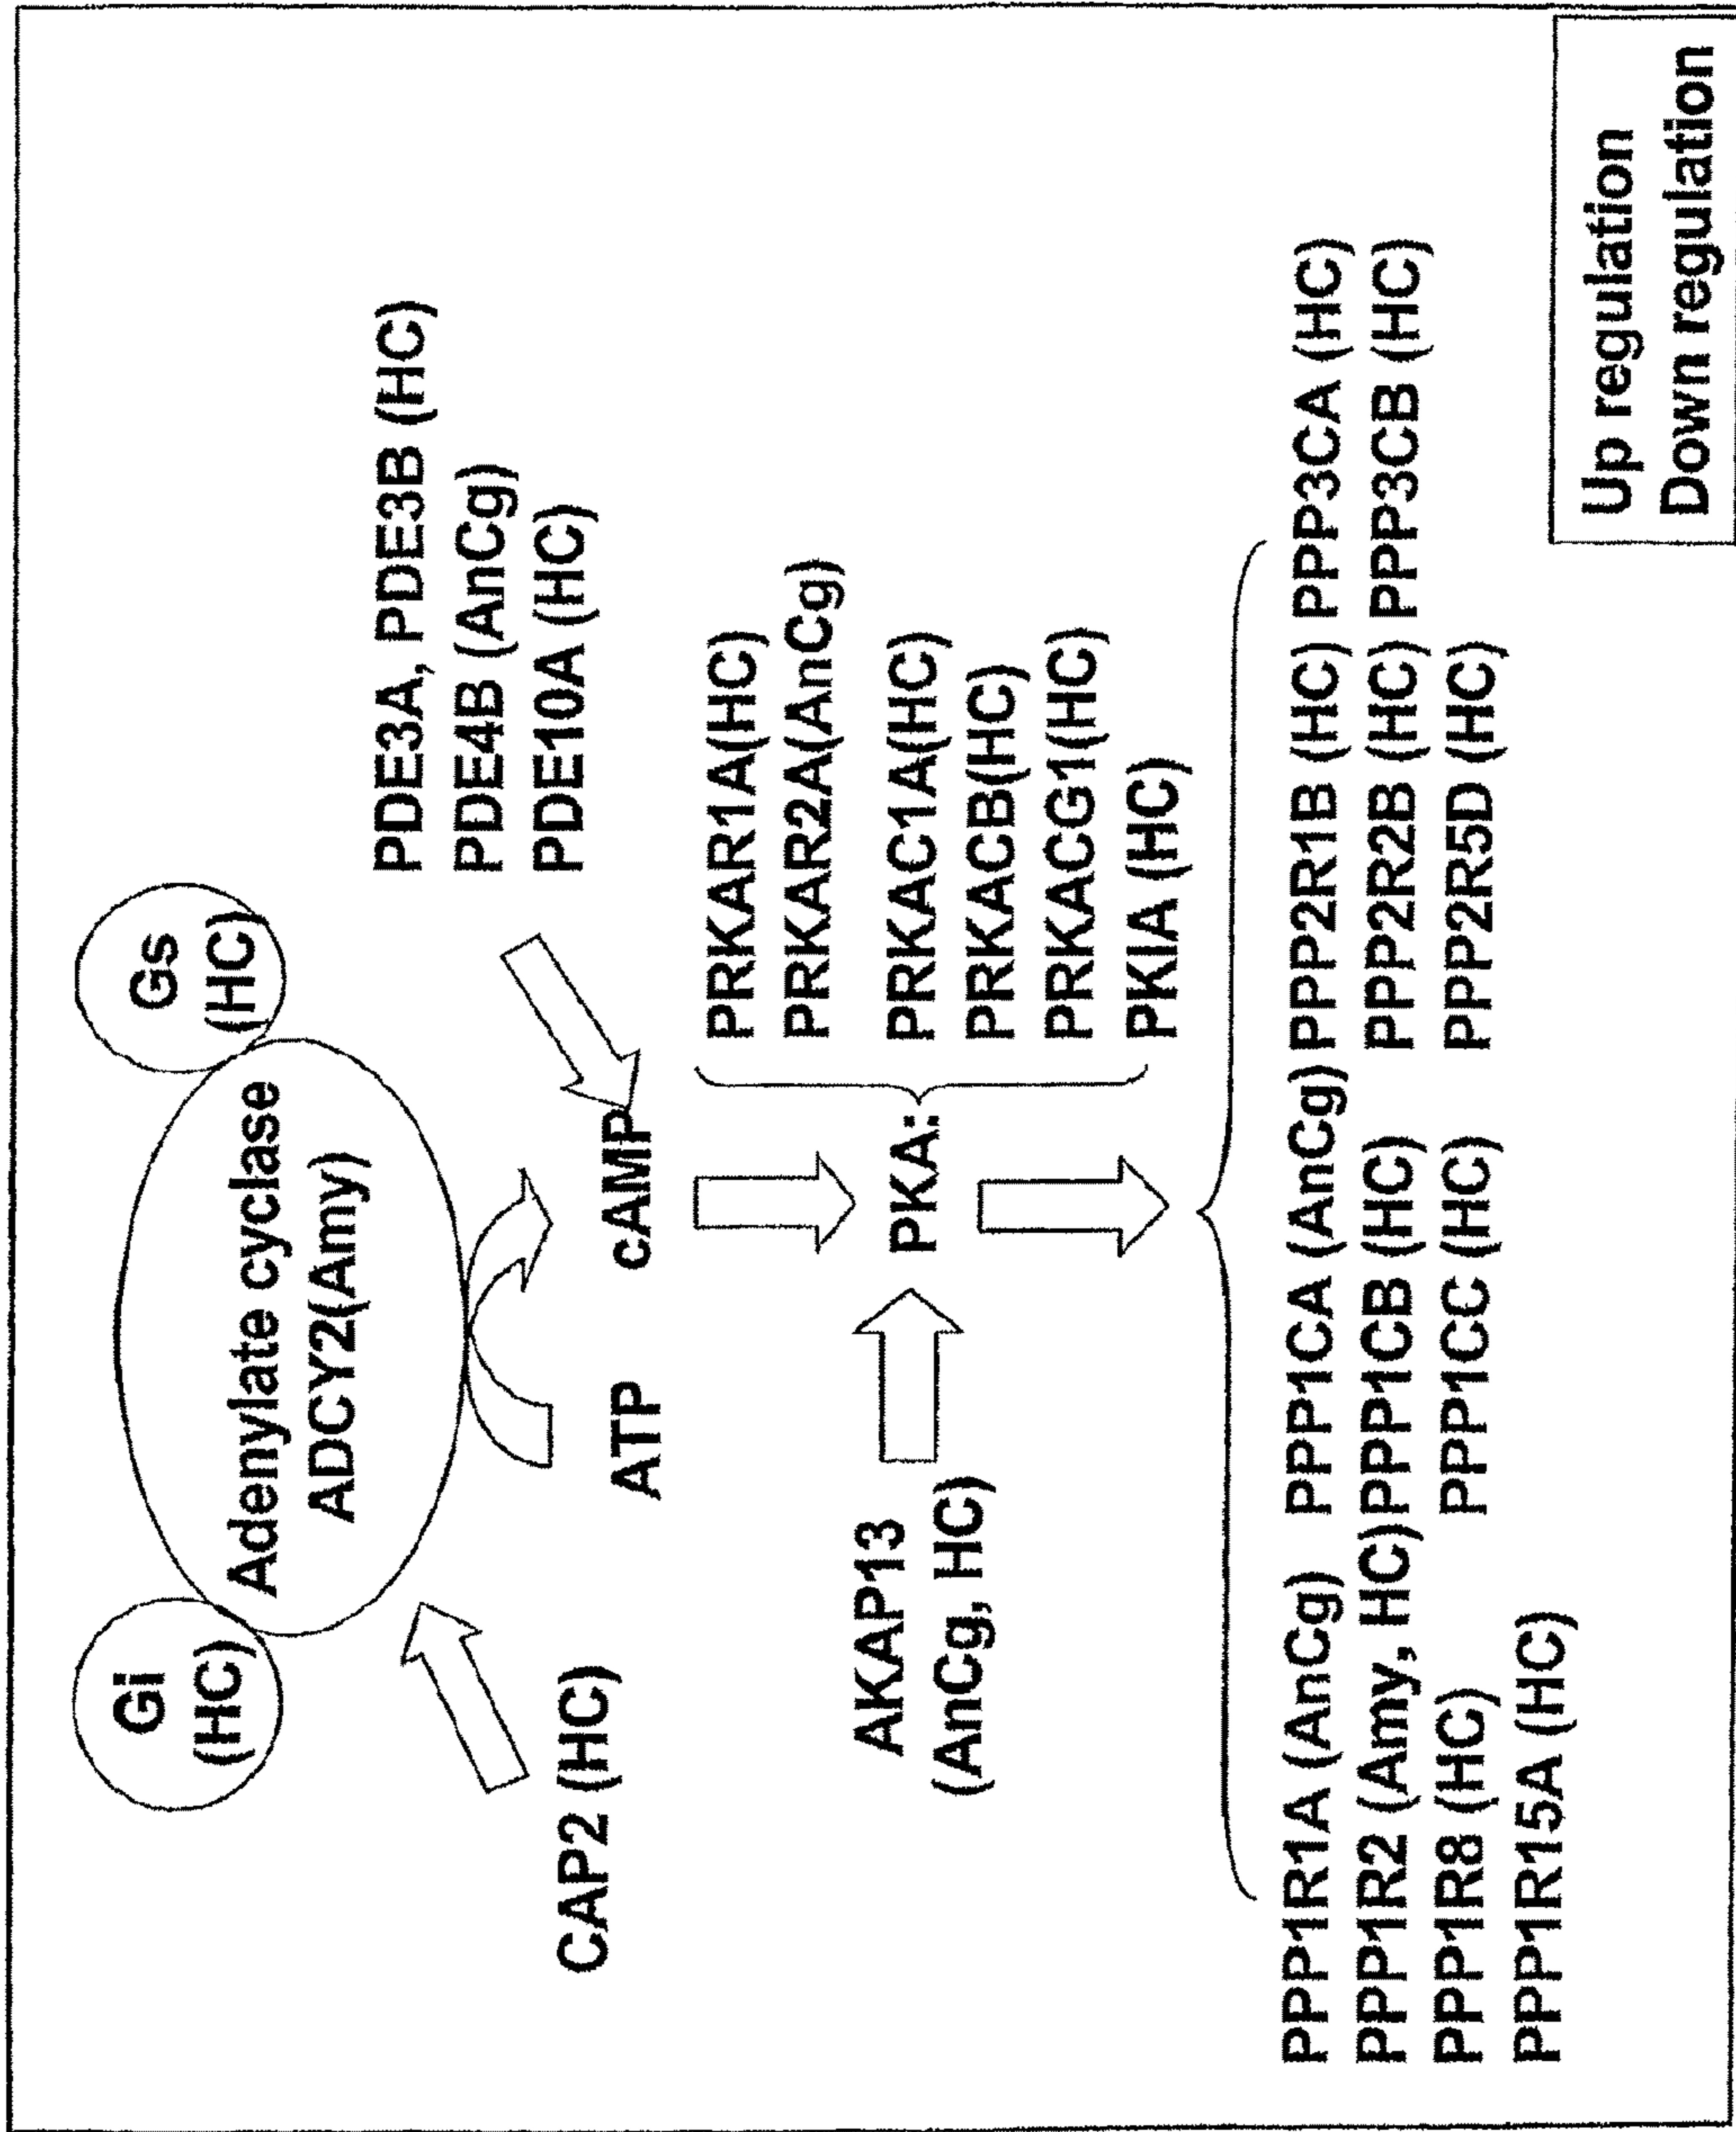 Gi
(HC)
Gs
(HC)
Adenylate cyclase
ADCY2(Amy)
CAP2 (HC)
ATP
cAMP
PDE3A, PDE3B (HC)
PDE4B (AnCg)
PDE10A (HC)
AKAP13
(AnCg, HC)
PKA:
PRKAR1A(HC)
PRKAR2A(AnCg)
PRKAC1A(HC)
PRKACB(HC)
PRKACG1(HC)
PKIA (HC)
PPP1R1A (AnCg) PPP1CA (AnCg) PPP2R1B (HC) PPP3CA (HC)
PPP1R2 (Amy, HC) PPP1CB (HC) PPP2R2B (HC) PPP3CB (HC)
PPP1R8 (HC) PPP1CC (HC) PPP2R5D (HC)
PPP1R15A (HC)
Up regulation
Down regulation